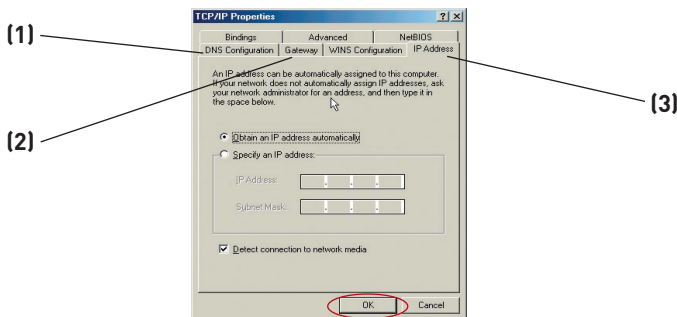 TCP/IP Properties
Bindings Advanced NetBIOS
DNS Configuration Gateway WINS Configuration IP Address
(1)
(2)
(3)
An IP address can be automatically assigned to this computer.
If your network does not automatically assign IP addresses, ask
your network administrator for an address, and then type it in
the space below.
Obtain an IP address automatically
Specify an IP address:
IP Address:
Subnet Mask:
Detect connection to network media
OK Cancel